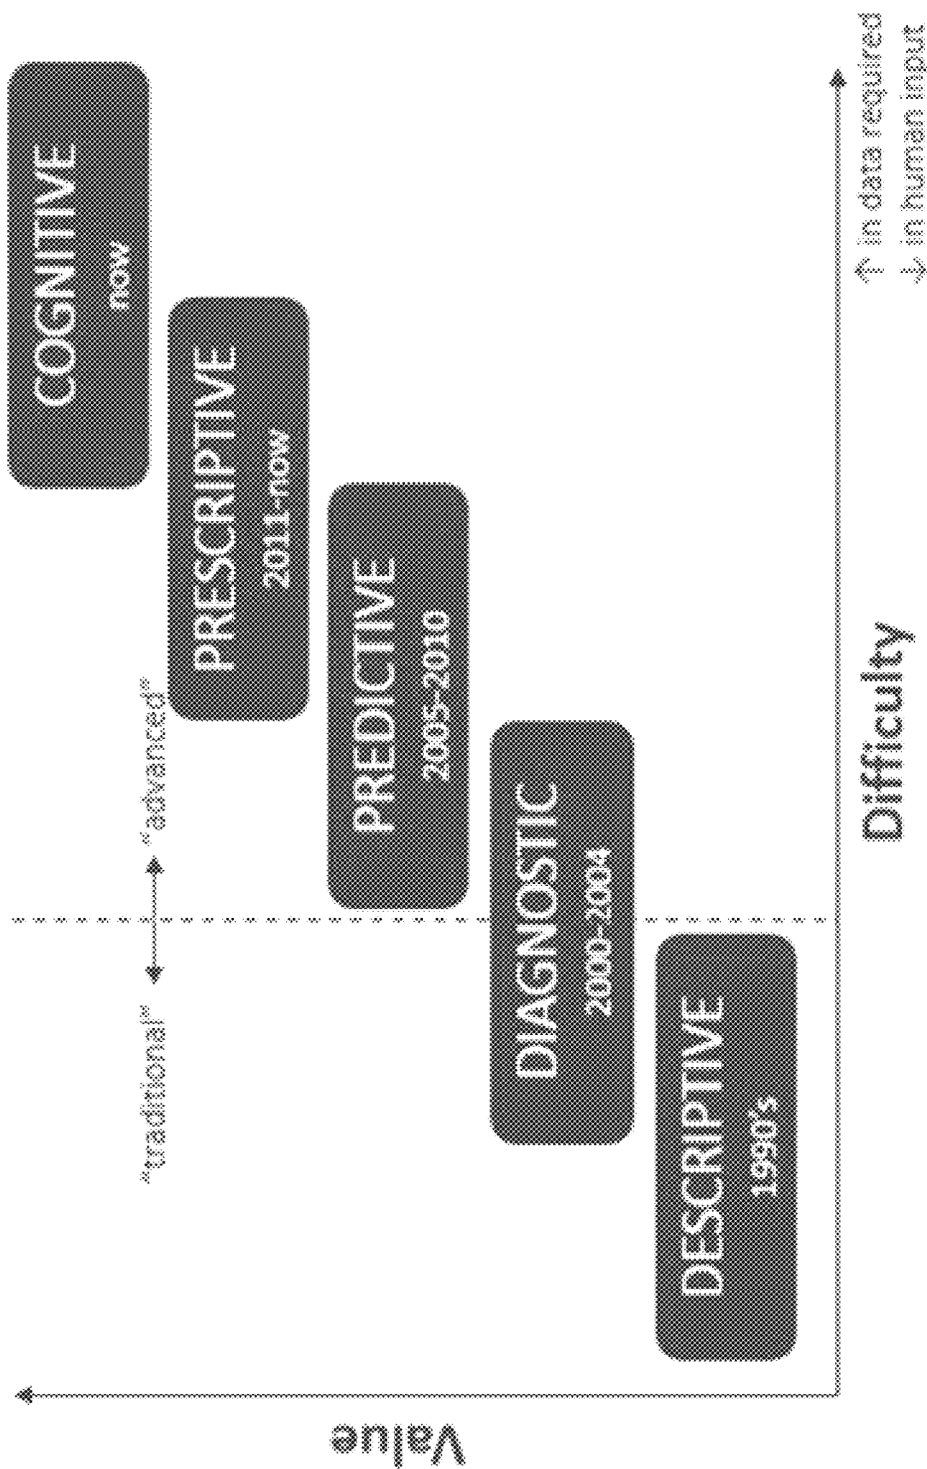 “traditional”
“advanced”
COGNITIVE
now
PRESCRIPTIVE
2011-now
PREDICTIVE
2005-2010
DIAGNOSTIC
2000-2004
DESCRIPTIVE
1990's
Value
Difficulty
↑ in data required
↓ in human input